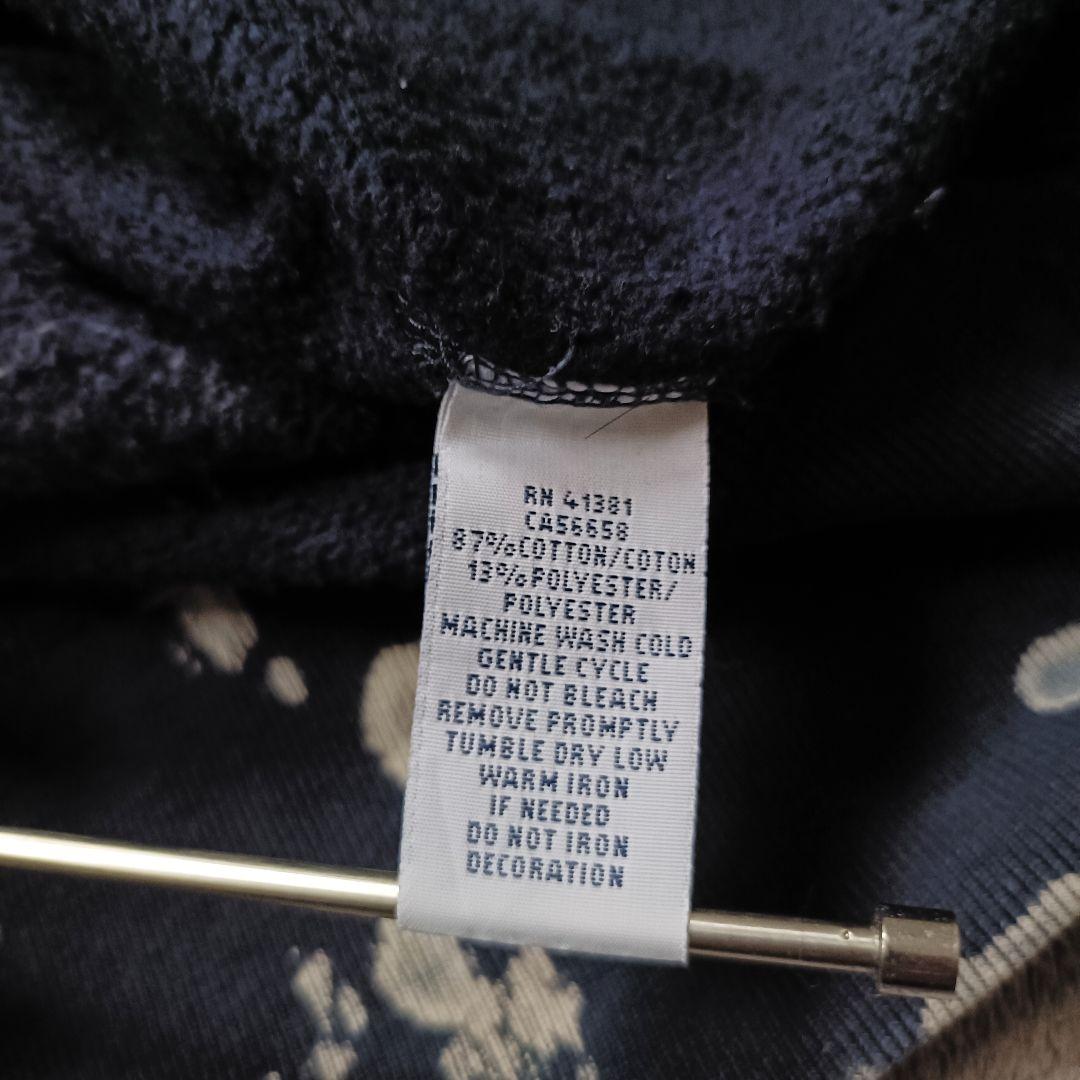 RN 41381
CA56658
87%COTTON/COTON
13%POLYESTER/
POLYESTER
MACHINE WASH COLD
GENTLE CYCLE
DO NOT BLEACH
REMOVE PROMPTLY
TUMBLE DRY LOW
WARM IRON
IF NEEDED
DO NOT IRON
DECORATION